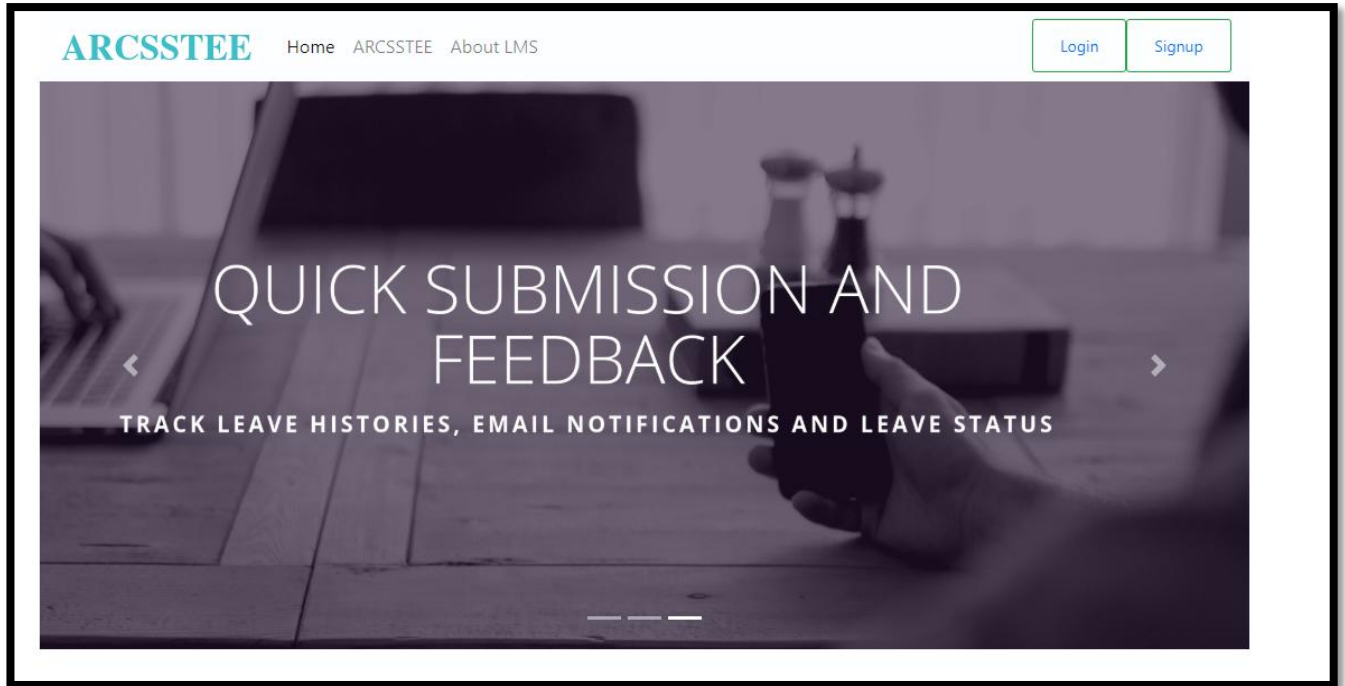 ARCSSTEE Home ARCSSTEE About LMS Login Signup
QUICK SUBMISSION AND
FEEDBACK
TRACK LEAVE HISTORIES, EMAIL NOTIFICATIONS AND LEAVE STATUS